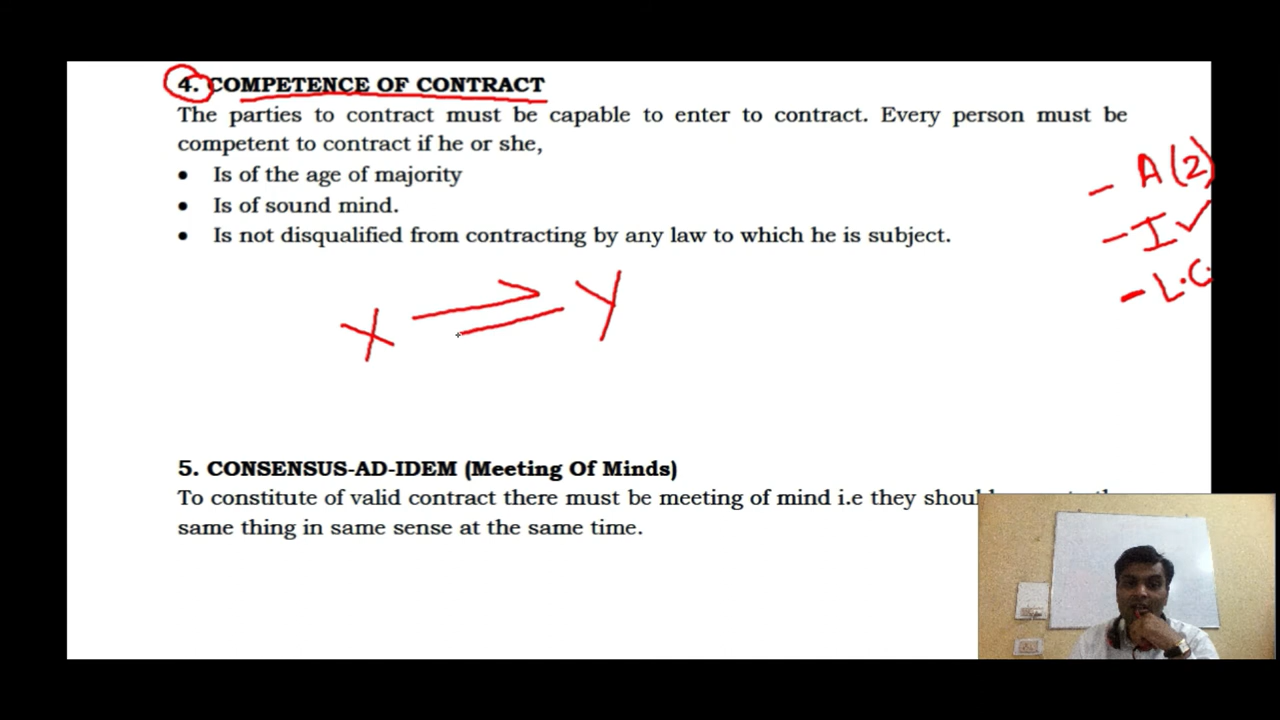 4. COMPETENCE OF CONTRACT
The parties to contract must be capable to enter to contract. Every person must be
competent to contract if he or she,
• Is of the age of majority
• Is of sound mind.
• Is not disqualified from contracting by any law to which he is subject.
- A(2)
- I ✓
- L.C.
X Y
5. CONSENSUS-AD-IDEM (Meeting Of Minds)
To constitute of valid contract there must be meeting of mind i.e they
same thing in same sense at the same time.